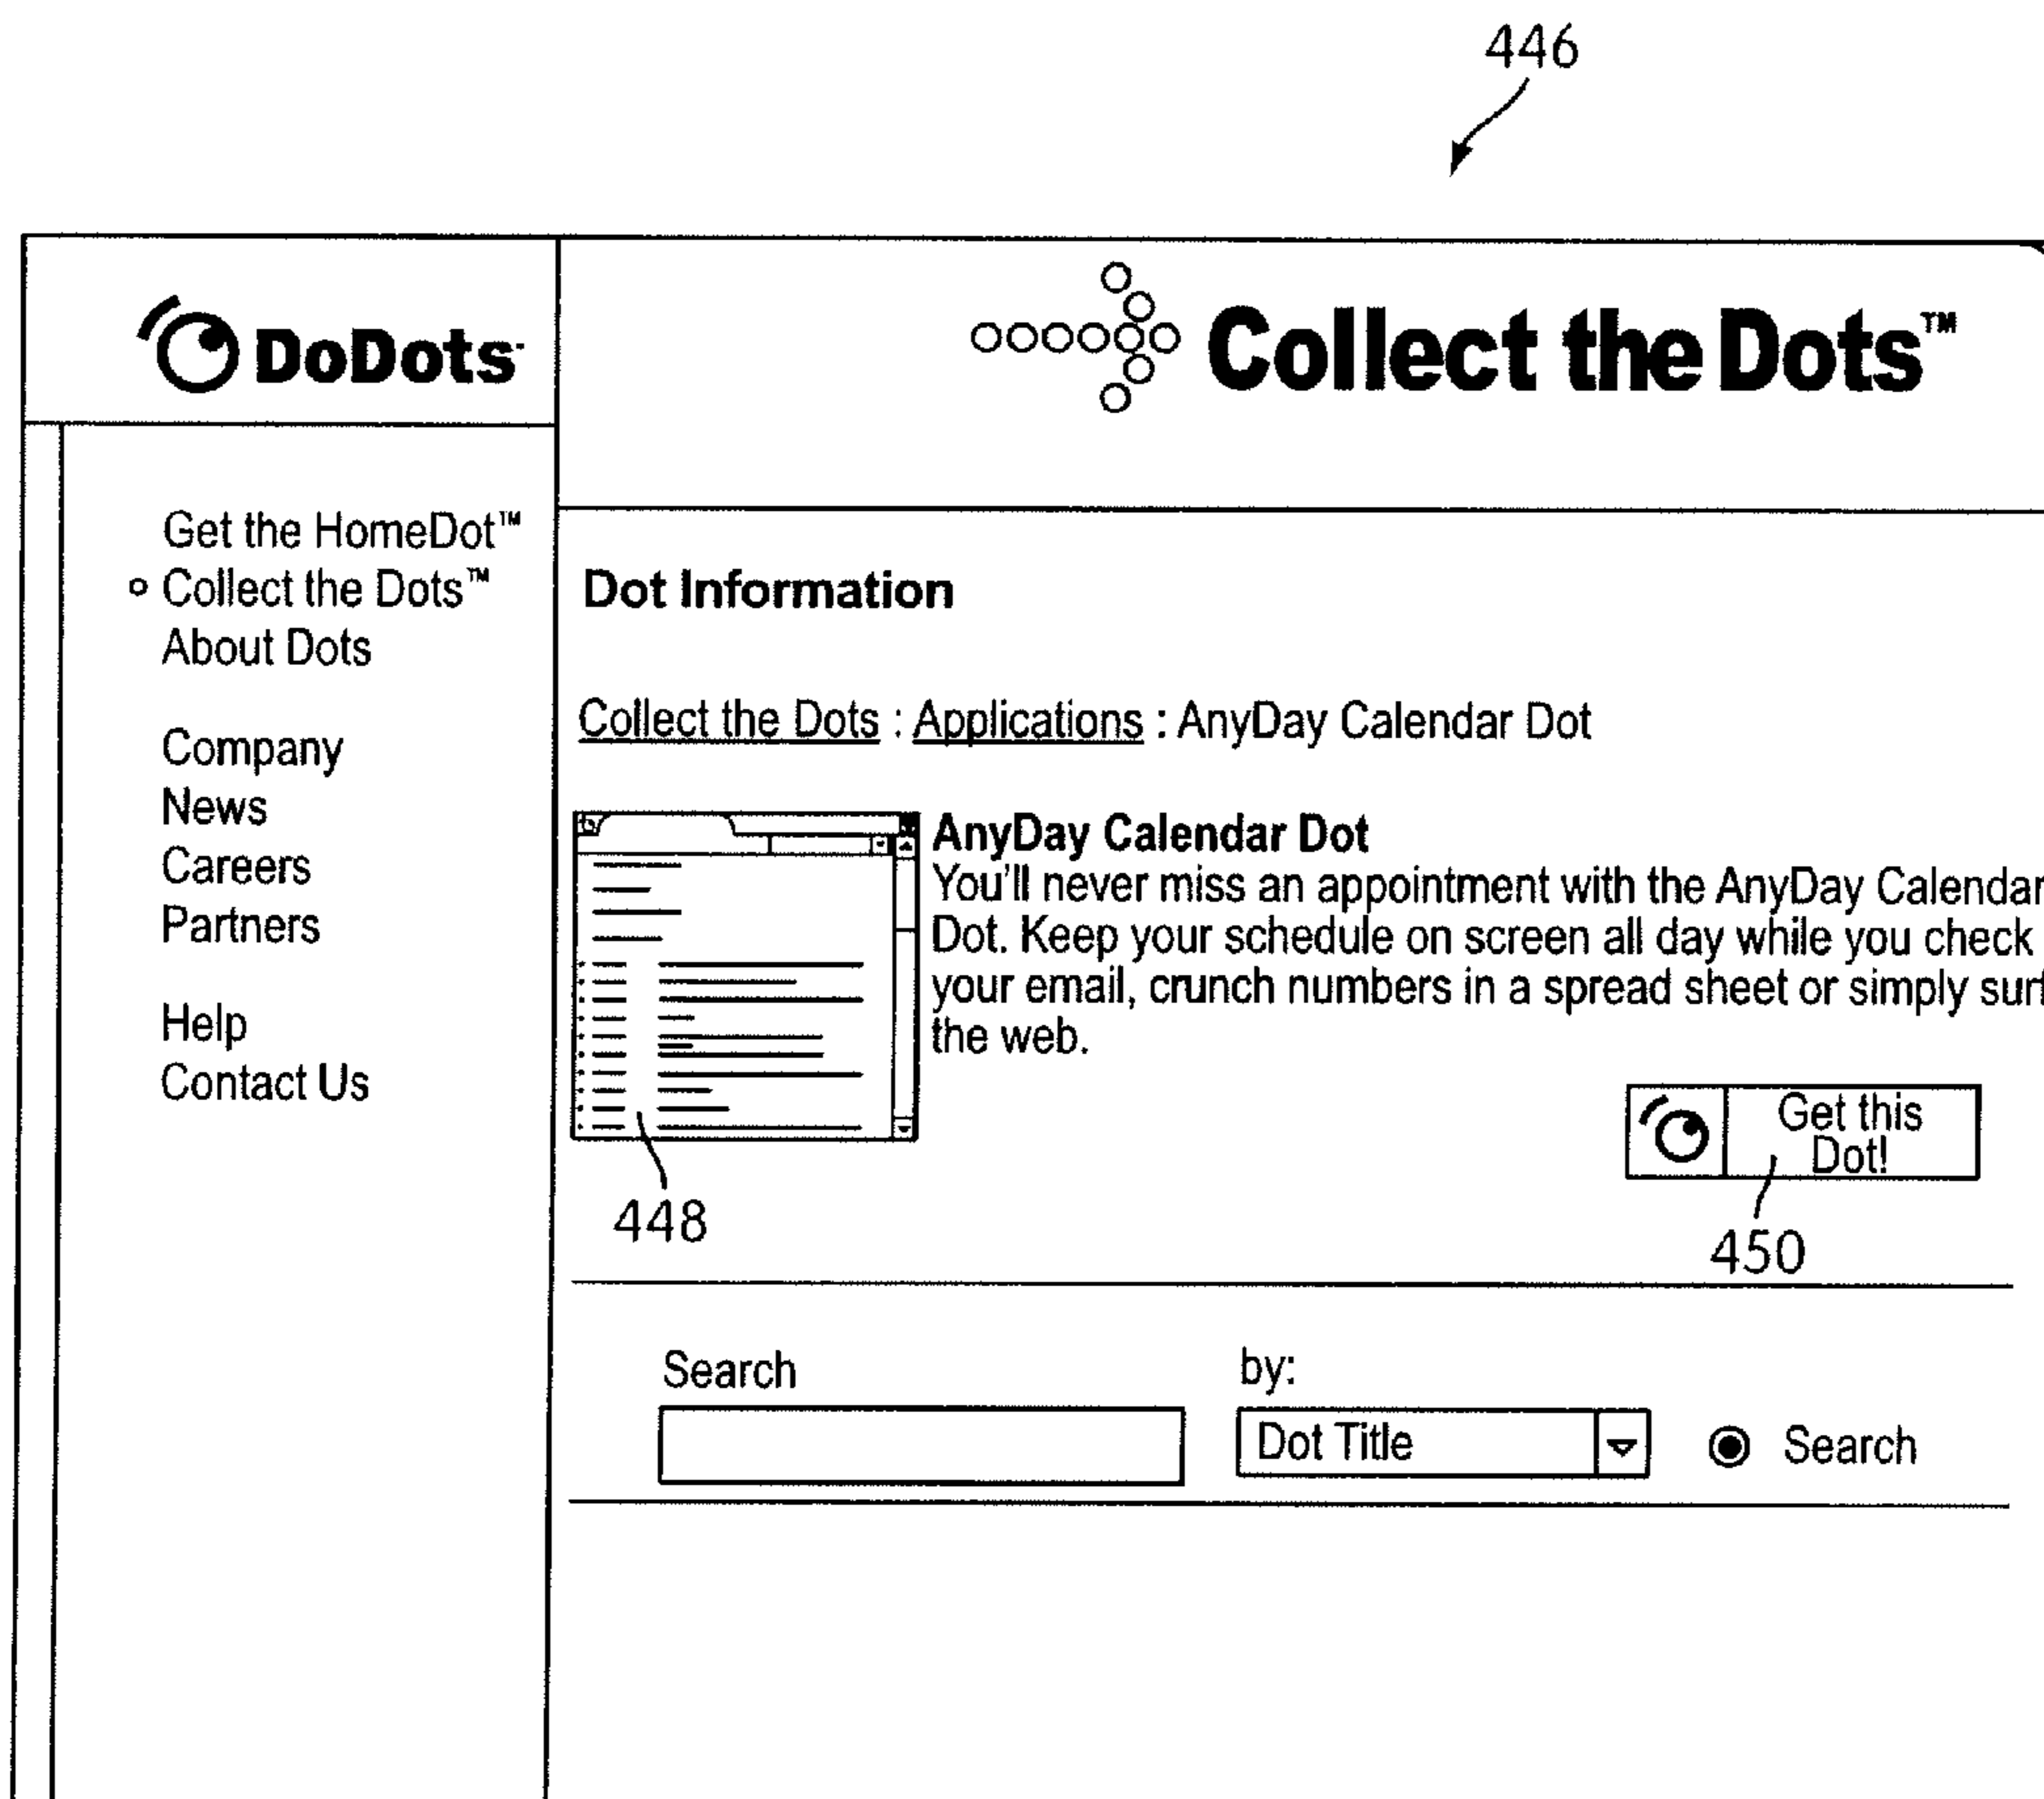 446
DoDots
Collect the Dots™
Get the HomeDot™
Collect the Dots™
About Dots
Company
News
Careers
Partners
Help
Contact Us
Dot Information
Collect the Dots : Applications : AnyDay Calendar Dot
AnyDay Calendar Dot
You'll never miss an appointment with the AnyDay Calendar
Dot. Keep your schedule on screen all day while you check
your email, crunch numbers in a spread sheet or simply surf
the web.
448
Get this
Dot!
450
Search
by:
Dot Title
Search